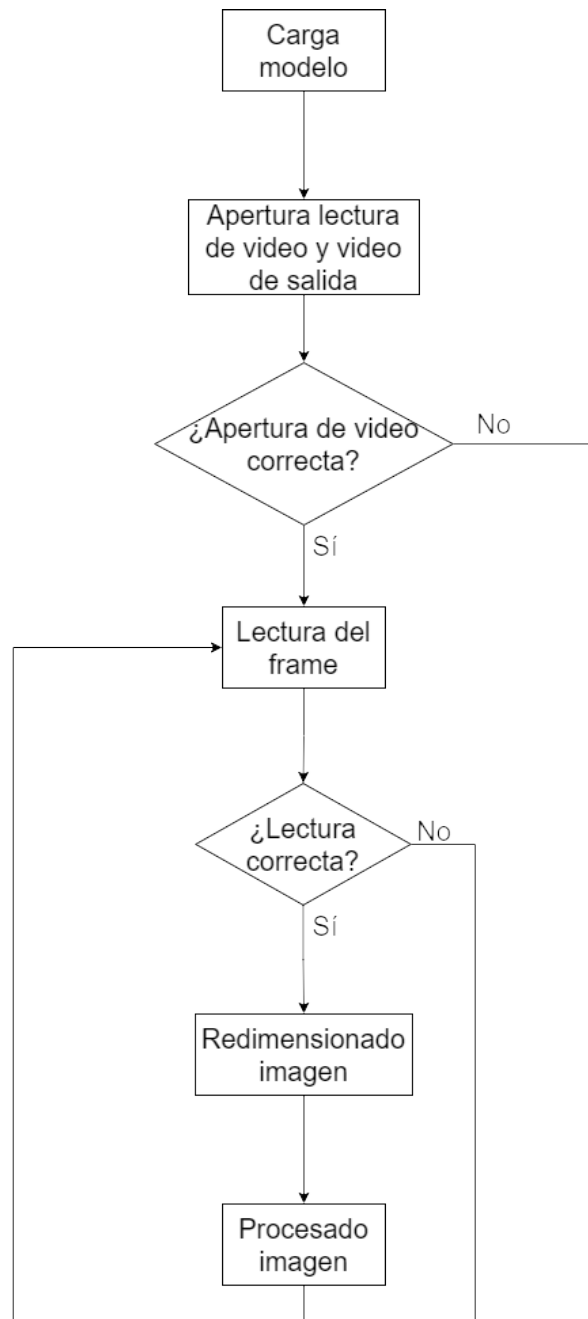 Carga
modelo
Apertura lectura
de video y video
de salida
¿Apertura de video
correcta?
No
Sí
Lectura del
frame
¿Lectura
correcta?
No
Sí
Redimensionado
imagen
Procesado
imagen